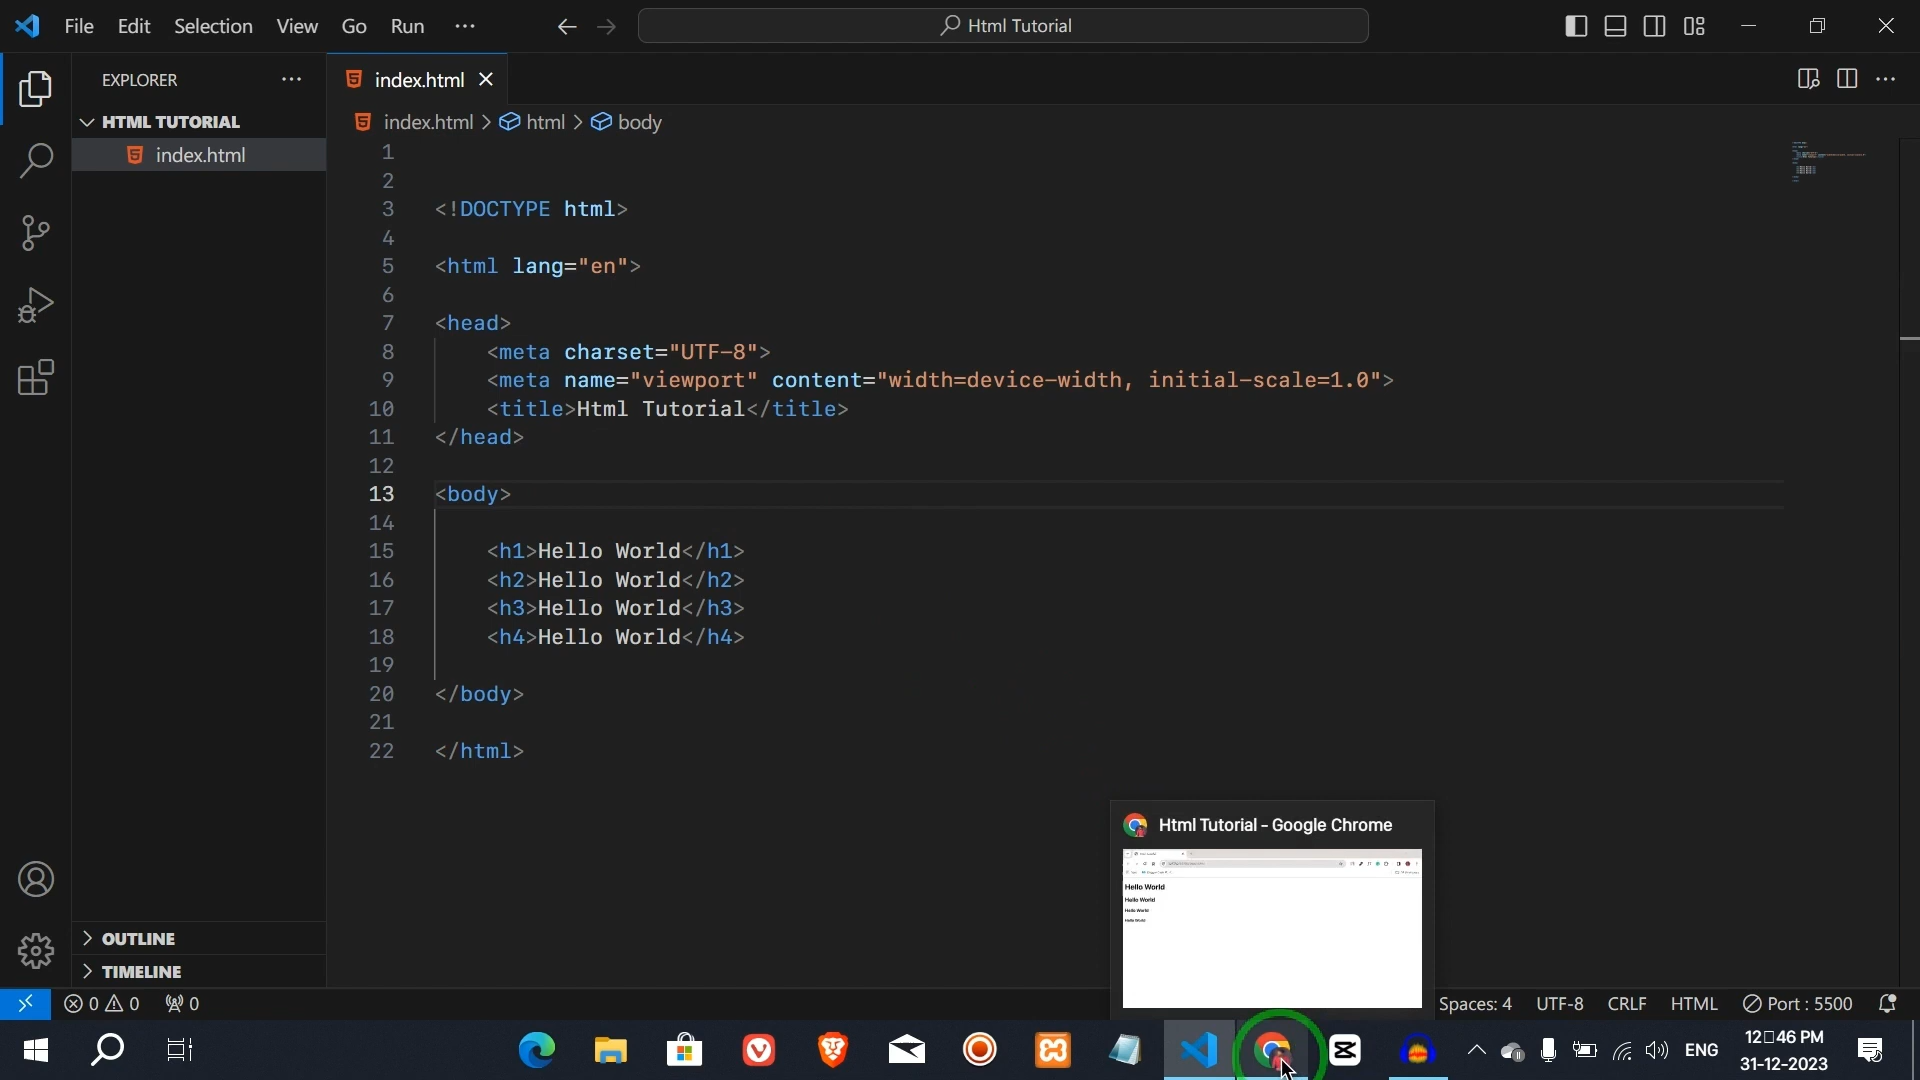 File Edit Selection View Go Run
Html Tutorial
EXPLORER
HTML TUTORIAL
index.html
index.html
index.html > html > body
1
2
3 <!DOCTYPE html>
4
5 <html lang="en">
6
7 <head>
8 <meta charset="UTF-8">
9 <meta name="viewport" content="width=device-width, initial-scale=1.0">
10 <title>Html Tutorial</title>
11 </head>
12
13 <body>
14
15 <h1>Hello World</h1>
16 <h2>Hello World</h2>
17 <h3>Hello World</h3>
18 <h4>Hello World</h4>
19
20 </body>
21
22 </html>
Html Tutorial - Google Chrome
Hello World
Hello World
Hello World
Hello World
OUTLINE
TIMELINE
0 0 0
Spaces: 4 UTF-8 CRLF HTML Port : 5500
ENG
12▯46 PM
31-12-2023